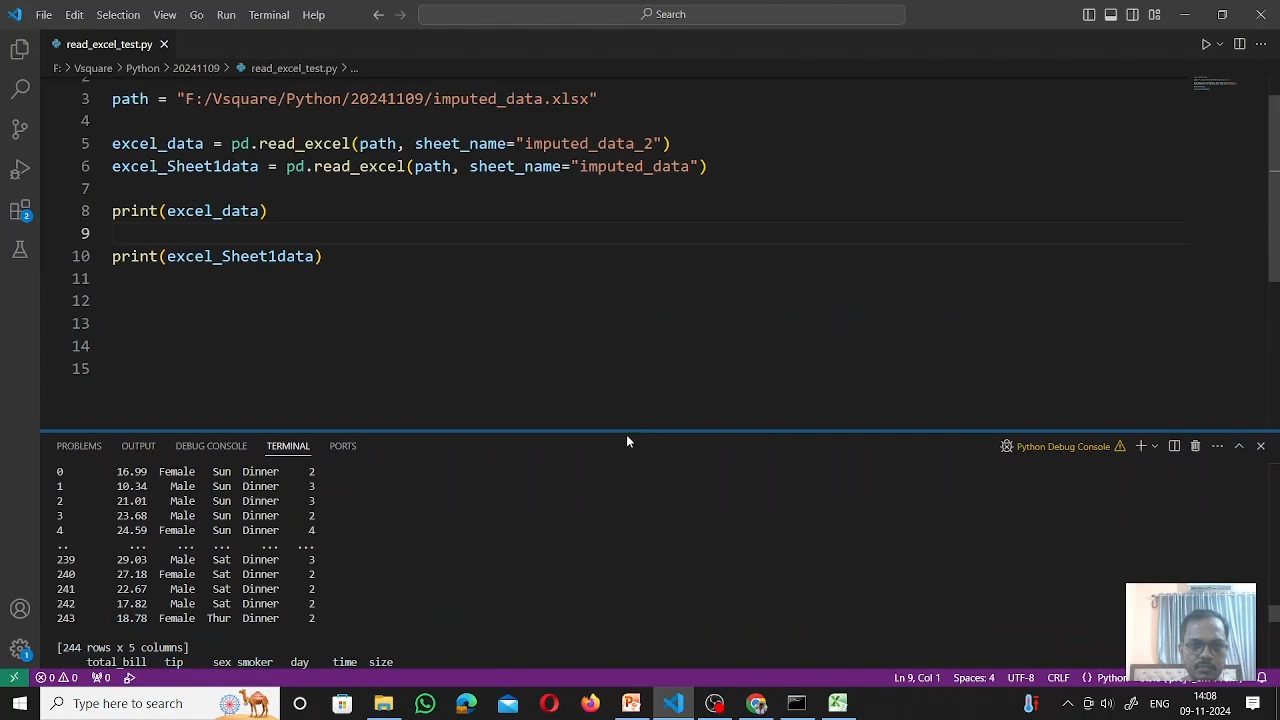 File Edit Selection View Go Run Terminal Help
Search
read_excel_test.py
F: > Vsquare > Python > 20241109 > read_excel_test.py > ...
2
3 path = "F:/Vsquare/Python/20241109/imputed_data.xlsx"
4
5 excel_data = pd.read_excel(path, sheet_name="imputed_data_2")
6 excel_Sheet1data = pd.read_excel(path, sheet_name="imputed_data")
7
8 print(excel_data)
9
10 print(excel_Sheet1data)
11
12
13
14
15
PROBLEMS OUTPUT DEBUG CONSOLE TERMINAL PORTS
Python Debug Console
0 16.99 Female Sun Dinner 2
1 10.34 Male Sun Dinner 3
2 21.01 Male Sun Dinner 3
3 23.68 Male Sun Dinner 2
4 24.59 Female Sun Dinner 4
.. ... ... ... ... ...
239 29.03 Male Sat Dinner 3
240 27.18 Female Sat Dinner 2
241 22.67 Male Sat Dinner 2
242 17.82 Male Sat Dinner 2
243 18.78 Female Thur Dinner 2
[244 rows x 5 columns]
total_bill tip sex smoker day time size
0 0 0 Ln 9, Col 1 Spaces: 4 UTF-8 CRLF {} Python
Type here to search
ENG
14:08
09-11-2024